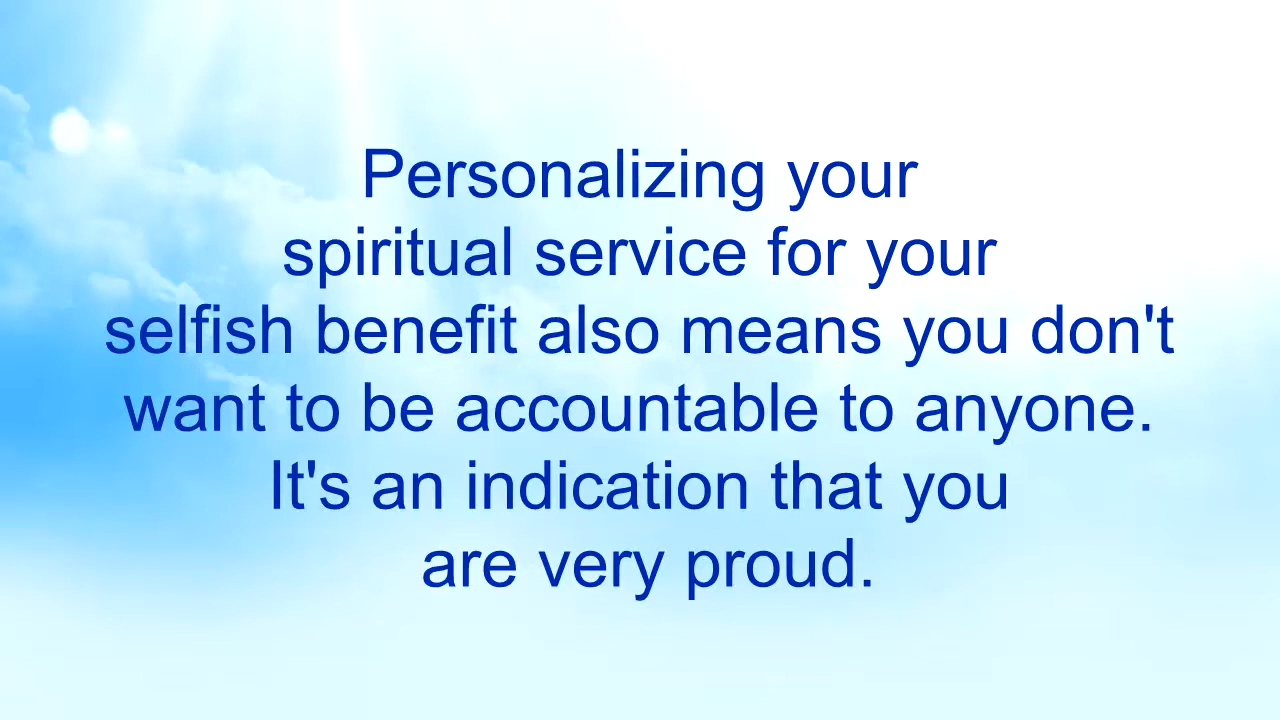 Personalizing your
spiritual service for your
selfish benefit also means you don't
want to be accountable to anyone.
It's an indication that you
are very proud.